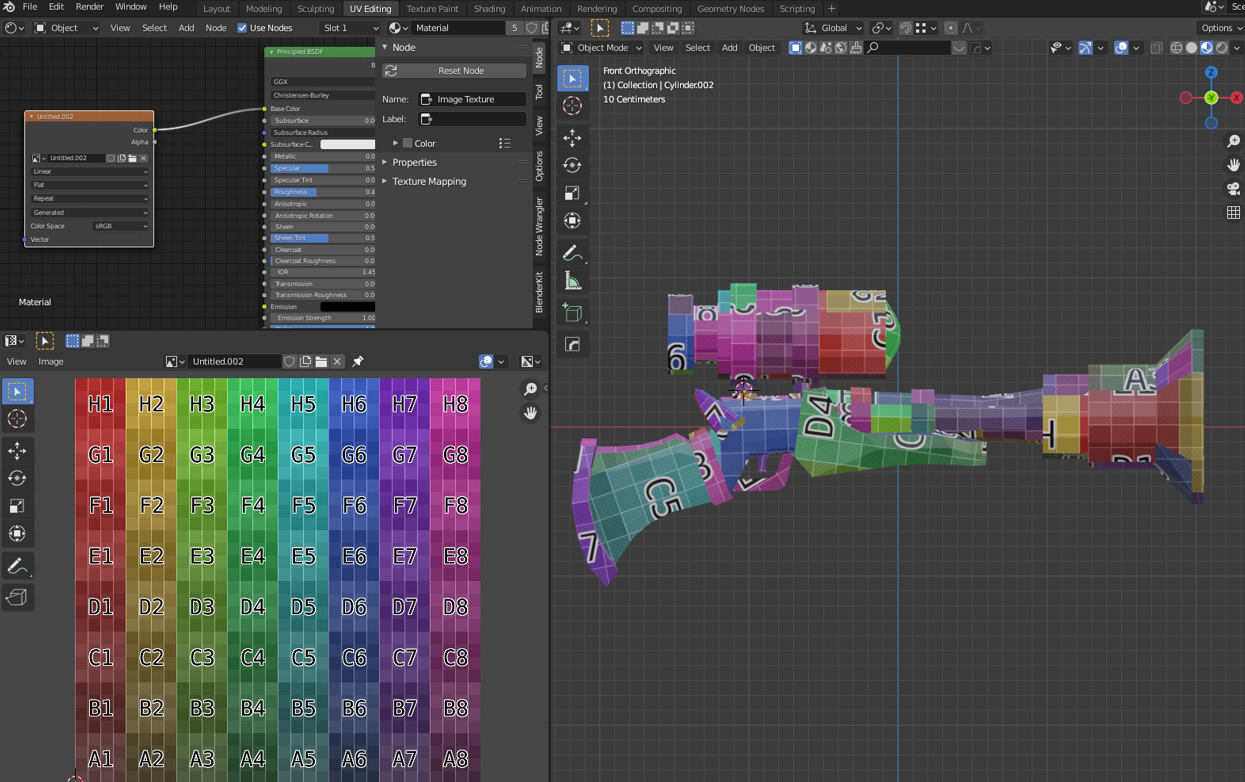 File Edit Render Window Help Layout Modeling Sculpting UV Editing Texture Paint Shading Animation Rendering Compositing Geometry Nodes Scripting + Sce
Object View Select Add Node Use Nodes Slot 1 Material 5
Global Options
Object Mode View Select Add Object
Principled BSDF
GGX
Christensen-Burley
Base Color
Subsurface 0.0
Subsurface Radius
Subsurface C...
Metallic 0.0
Specular 0.5
Specular Tint 0.0
Roughness 0.4
Anisotropic 0.0
Anisotropic Rotation 0.0
Sheen 0.0
Sheen Tint 0.5
Clearcoat 0.0
Clearcoat Roughness 0.0
IOR 1.45
Transmission 0.0
Transmission Roughness 0.0
Emission
Emission Strength 1.00
Untitled.002
Color
Alpha
Untitled.002
Linear
Flat
Repeat
Generated
Color Space sRGB
Vector
Material
Node
Reset Node
Name: Image Texture
Label:
Color
Properties
Texture Mapping
Node
Tool
View
Options
Node Wrangler
BlenderKit
Front Orthographic
(1) Collection | Cylinder.002
10 Centimeters
Z
Y
X
View Image Untitled.002
H1 H2 H3 H4 H5 H6 H7 H8
G1 G2 G3 G4 G5 G6 G7 G8
F1 F2 F3 F4 F5 F6 F7 F8
E1 E2 E3 E4 E5 E6 E7 E8
D1 D2 D3 D4 D5 D6 D7 D8
C1 C2 C3 C4 C5 C6 C7 C8
B1 B2 B3 B4 B5 B6 B7 B8
A1 A2 A3 A4 A5 A6 A7 A8
6
D4
C5
7